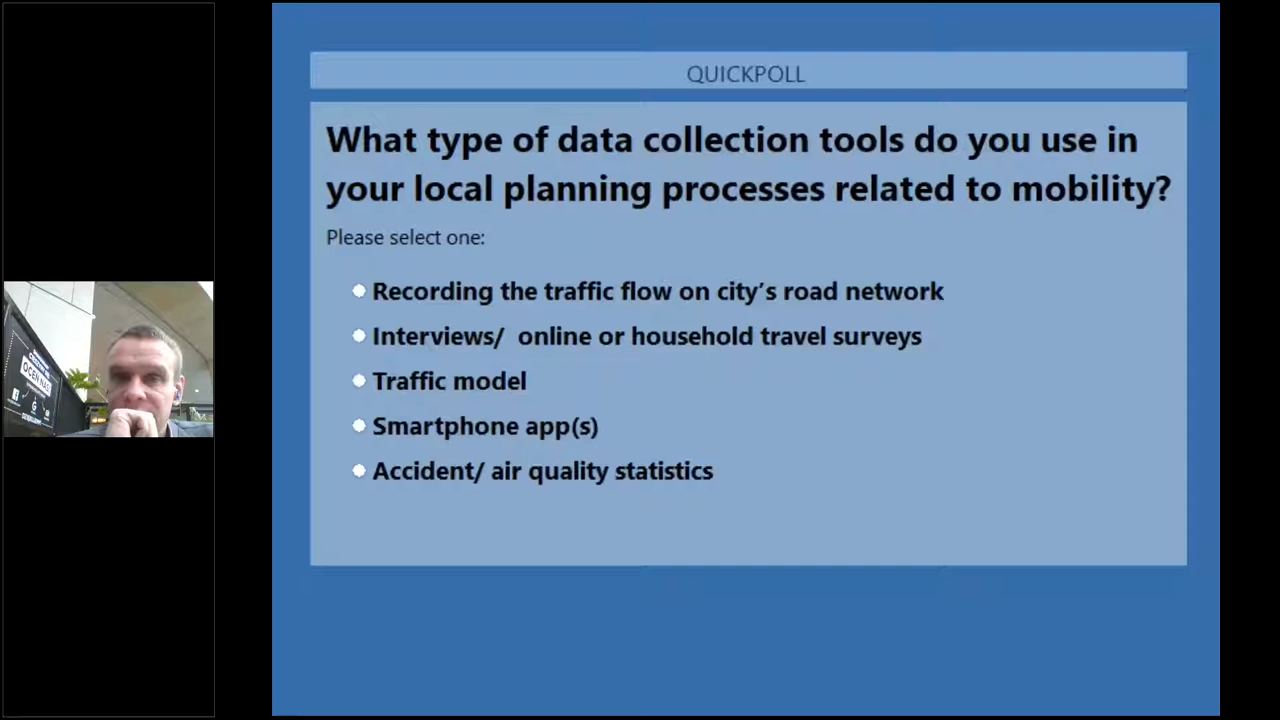 QUICKPOLL
What type of data collection tools do you use in
your local planning processes related to mobility?
Please select one:
Recording the traffic flow on city’s road network
Interviews/  online or household travel surveys
Traffic model
Smartphone app(s)
Accident/ air quality statistics
OCEŃ NAS
G